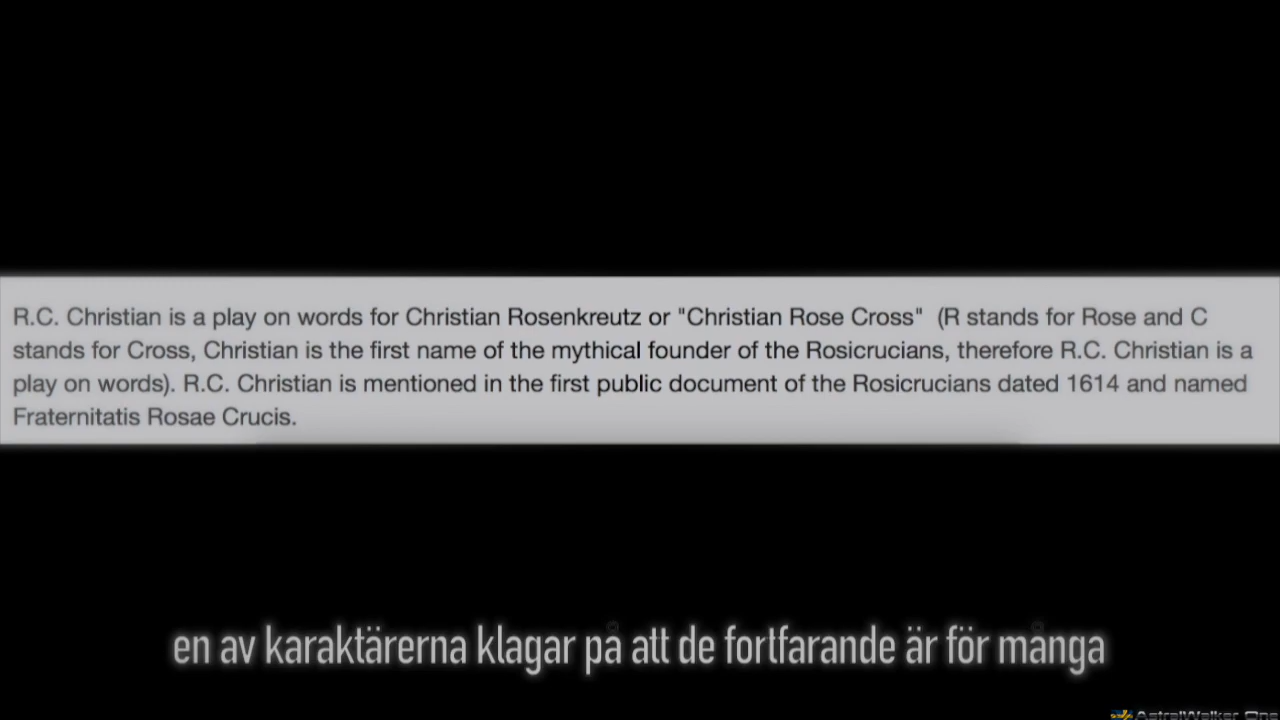 R.C. Christian is a play on words for Christian Rosenkreutz or "Christian Rose Cross" (R stands for Rose and C
stands for Cross, Christian is the first name of the mythical founder of the Rosicrucians, therefore R.C. Christian is a
play on words). R.C. Christian is mentioned in the first public document of the Rosicrucians dated 1614 and named
Fraternitatis Rosae Crucis.
en av karaktärerna klagar på att de fortfarande är för många
AstralWalker One